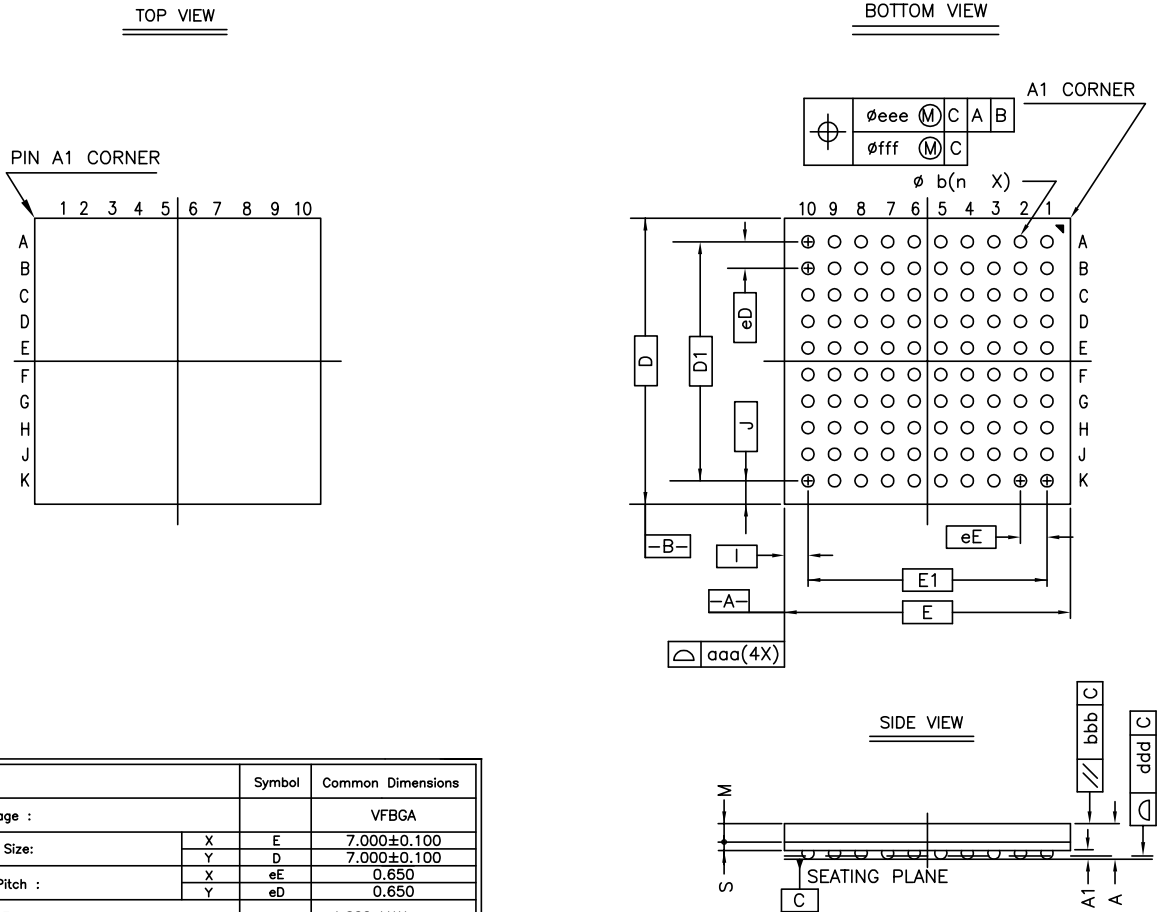 TOP VIEW
BOTTOM VIEW
A1 CORNER
øeee Ⓜ C A B
øfff Ⓜ C
PIN A1 CORNER
ø b(n X)
1 2 3 4 5 6 7 8 9 10
10 9 8 7 6 5 4 3 2 1
A
B
C
D
E
F
G
H
J
K
A
B
C
D
E
F
G
H
J
K
eD
D
D1
J
-B-
I
eE
E1
-A-
E
aaa(4X)
SIDE VIEW
// bbb C
ddd C
M
S
SEATING PLANE
C
A1
A
Symbol Common Dimensions
age : VFBGA
Size: X E 7.000±0.100
Y D 7.000±0.100
Pitch : X eE 0.650
Y eD 0.650